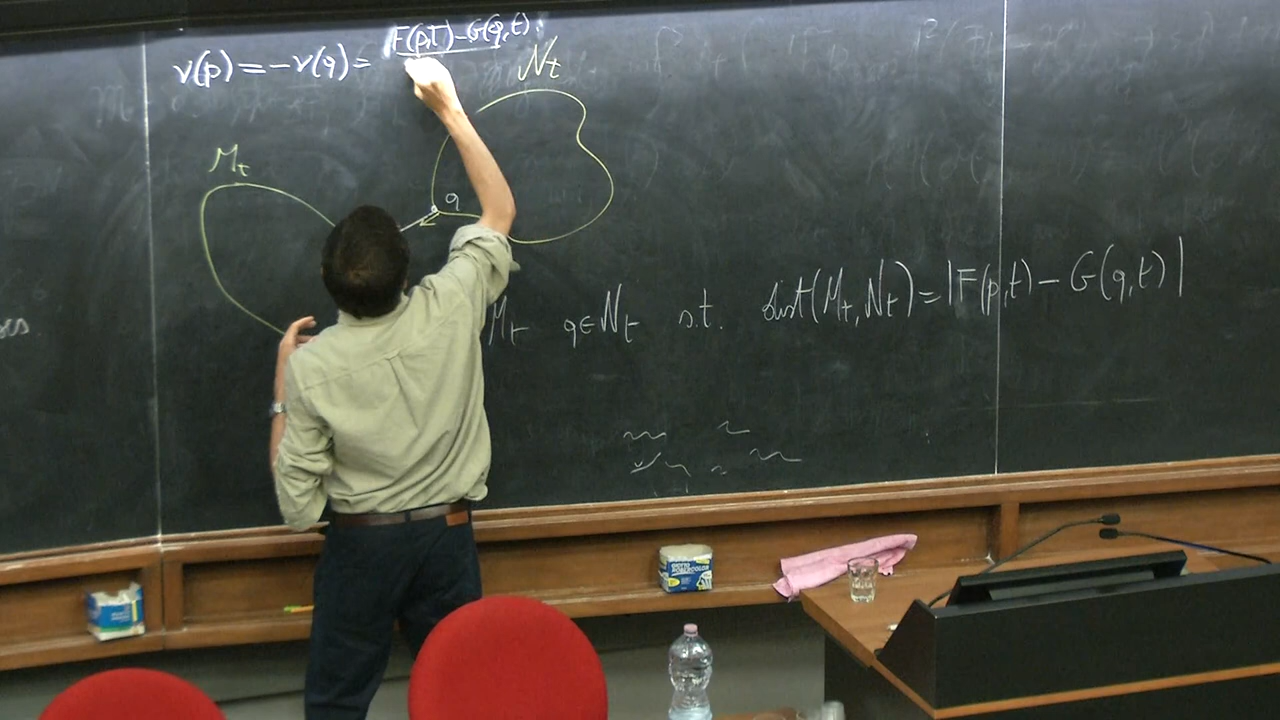 ν(p) = −ν(q) = F(p,t) − G(q,t)
N_t
M_t
q
M_t q ∈ N_t s.t. dist(M_t, N_t) = |F(p,t) − G(q,t)|